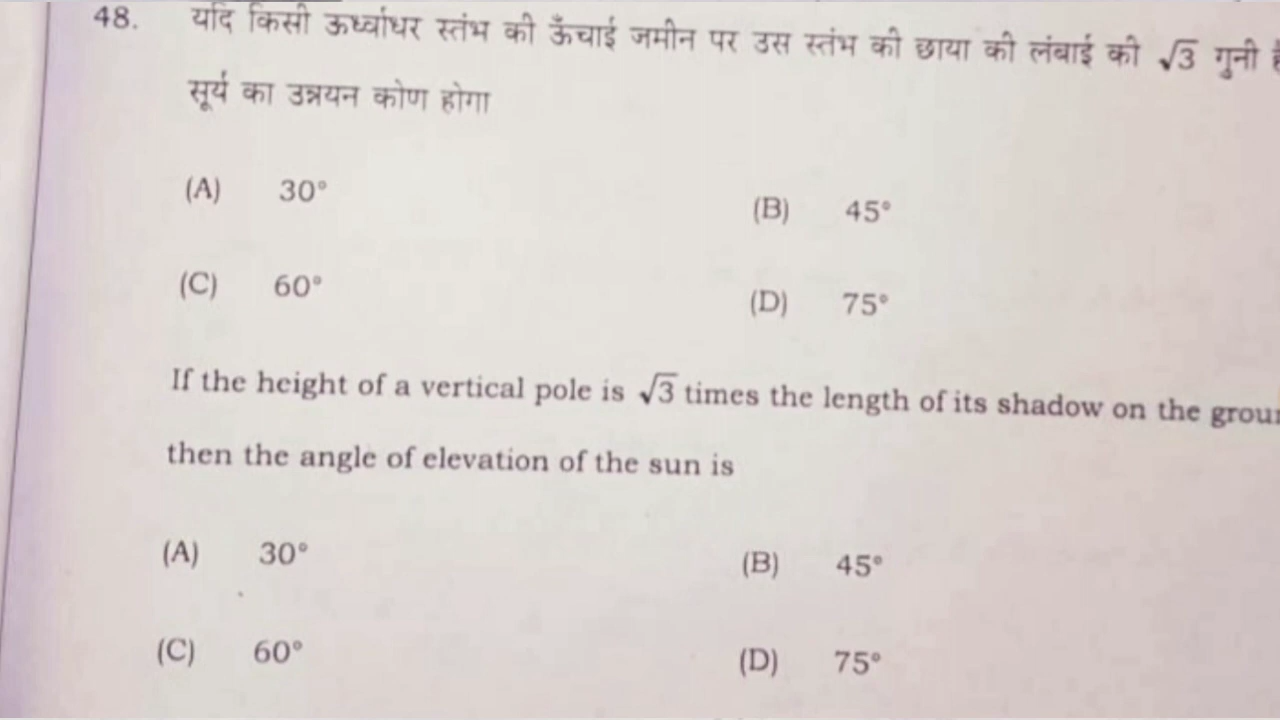 48. यदि किसी ऊर्ध्वाधर स्तंभ की ऊँचाई जमीन पर उस स्तंभ की छाया की लंबाई की √3 गुनी
सूर्य का उन्नयन कोण होगा
(A) 30° (B) 45°
(C) 60° (D) 75°
If the height of a vertical pole is √3 times the length of its shadow on the
then the angle of elevation of the sun is
(A) 30° (B) 45°
(C) 60° (D) 75°